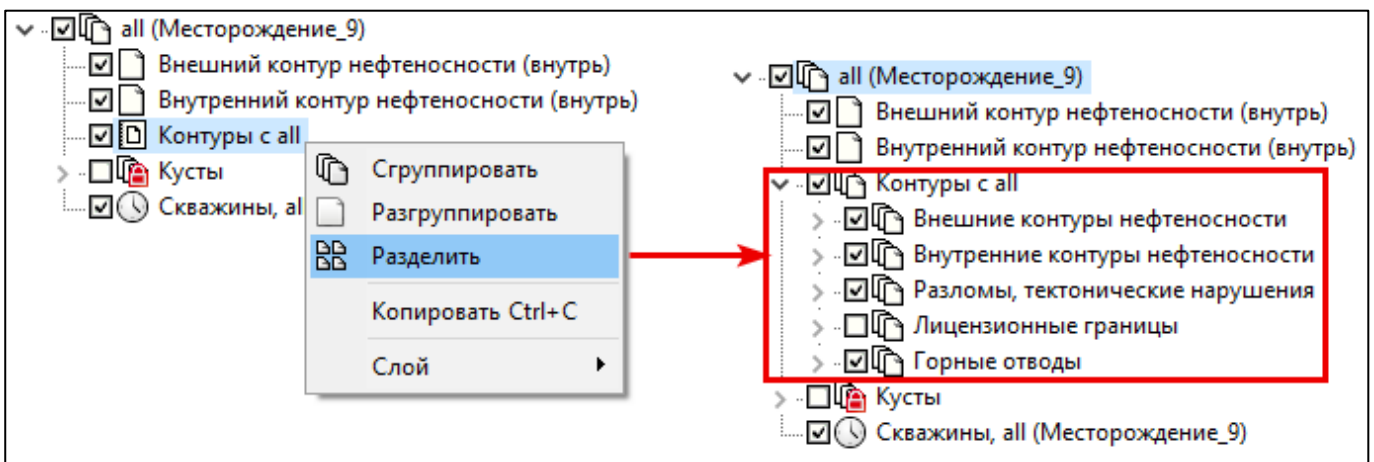 all (Месторождение_9)
Внешний контур нефтеносности (внутрь)
Внутренний контур нефтеносности (внутрь)
Контуры с all
Кусты
Скважины, al
Сгруппировать
Разгруппировать
Разделить
Копировать Ctrl+C
Слой
all (Месторождение_9)
Внешний контур нефтеносности (внутрь)
Внутренний контур нефтеносности (внутрь)
Контуры с all
Внешние контуры нефтеносности
Внутренние контуры нефтеносности
Разломы, тектонические нарушения
Лицензионные границы
Горные отводы
Кусты
Скважины, all (Месторождение_9)